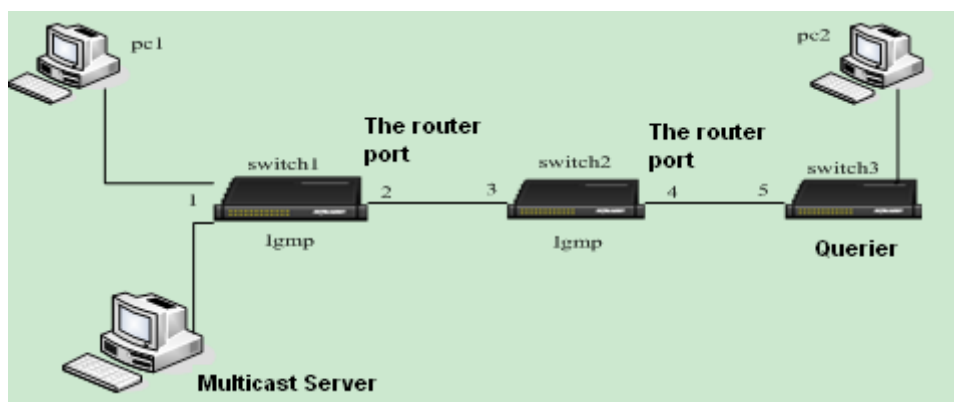 pc1
pc2
The router
port
The router
port
switch1
switch2
switch3
1
2
3
4
5
Igmp
Igmp
Querier
Multicast Server